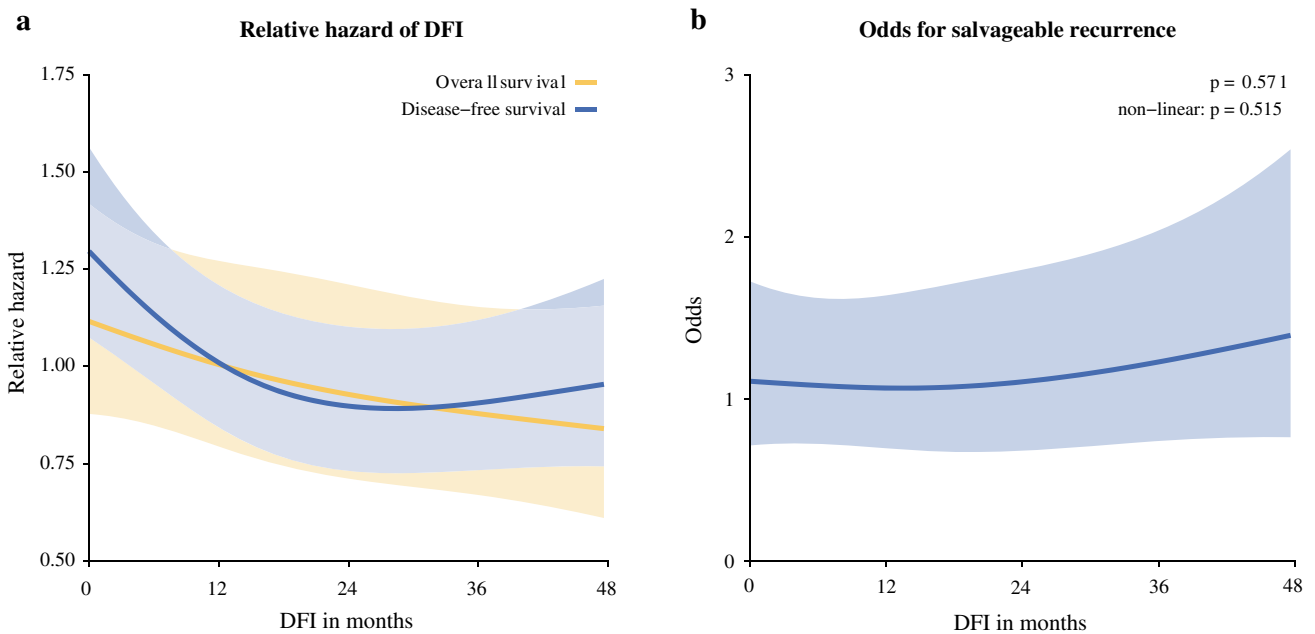 a
Relative hazard of DFI
1.75
1.50
1.25
1.00
0.75
0.50
Relative hazard
Overa ll surv iva l
Disease–free survival
0
12
24
36
48
DFI in months
b
Odds for salvageable recurrence
3
2
1
0
Odds
p = 0.57 1
non–linear: p = 0.515
0
12
24
36
48
DFI in months